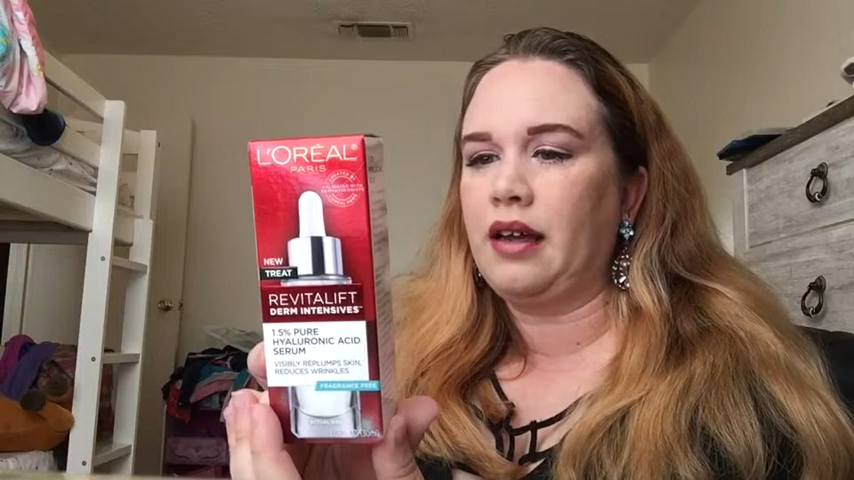 L'ORÉAL
PARIS
NEW
TREAT
REVITALIFT
DERM INTENSIVES™
1.5% PURE
HYALURONIC ACID
SERUM
VISIBLY REPLUMPS SKIN,
REDUCES WRINKLES
FRAGRANCE FREE